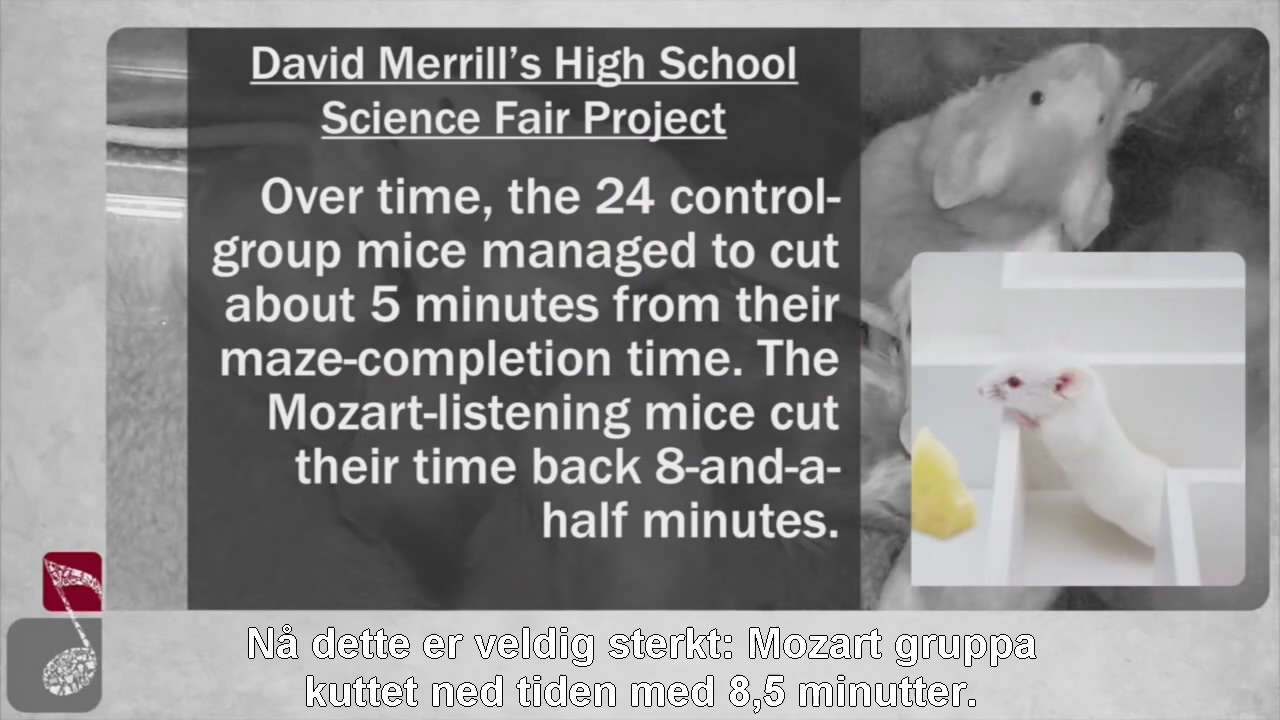 David Merrill’s High School
Science Fair Project
Over time, the 24 control-
group mice managed to cut
about 5 minutes from their
maze-completion time. The
Mozart-listening mice cut
their time back 8-and-a-
half minutes.
Nå dette er veldig sterkt: Mozart gruppa
kuttet ned tiden med 8,5 minutter.